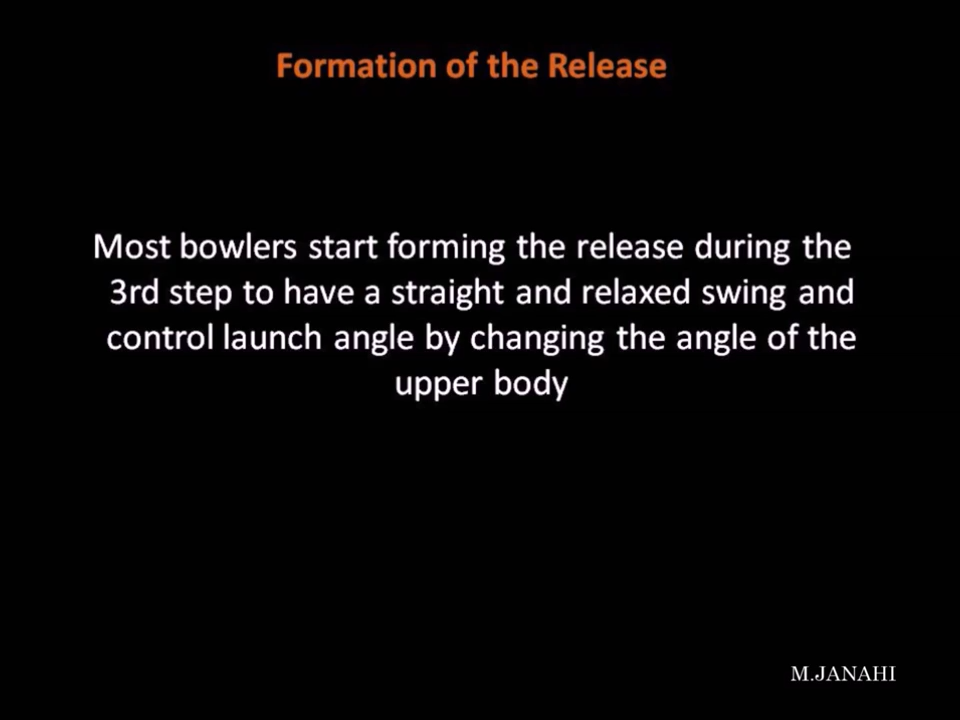 Formation of the Release
Most bowlers start forming the release during the
3rd step to have a straight and relaxed swing and
control launch angle by changing the angle of the
upper body
M.JANAHI